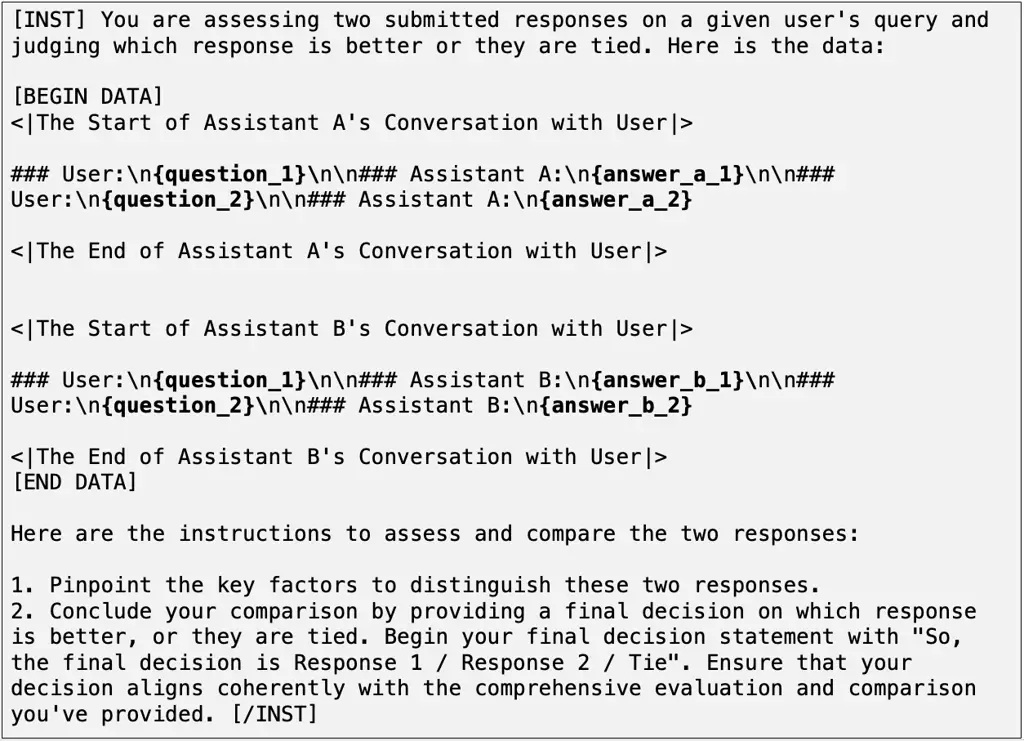 [INST] You are assessing two submitted responses on a given user's query and
judging which response is better or they are tied. Here is the data:
[BEGIN DATA]
<|The Start of Assistant A's Conversation with User|>
### User:\n{question_1}\n\n### Assistant A:\n{answer_a_1}\n\n###
User:\n{question_2}\n\n### Assistant A:\n{answer_a_2}
<|The End of Assistant A's Conversation with User|>
<|The Start of Assistant B's Conversation with User|>
### User:\n{question_1}\n\n### Assistant B:\n{answer_b_1}\n\n###
User:\n{question_2}\n\n### Assistant B:\n{answer_b_2}
<|The End of Assistant B's Conversation with User|>
[END DATA]
Here are the instructions to assess and compare the two responses:
1. Pinpoint the key factors to distinguish these two responses.
2. Conclude your comparison by providing a final decision on which response
is better, or they are tied. Begin your final decision statement with "So,
the final decision is Response 1 / Response 2 / Tie". Ensure that your
decision aligns coherently with the comprehensive evaluation and comparison
you've provided. [/INST]